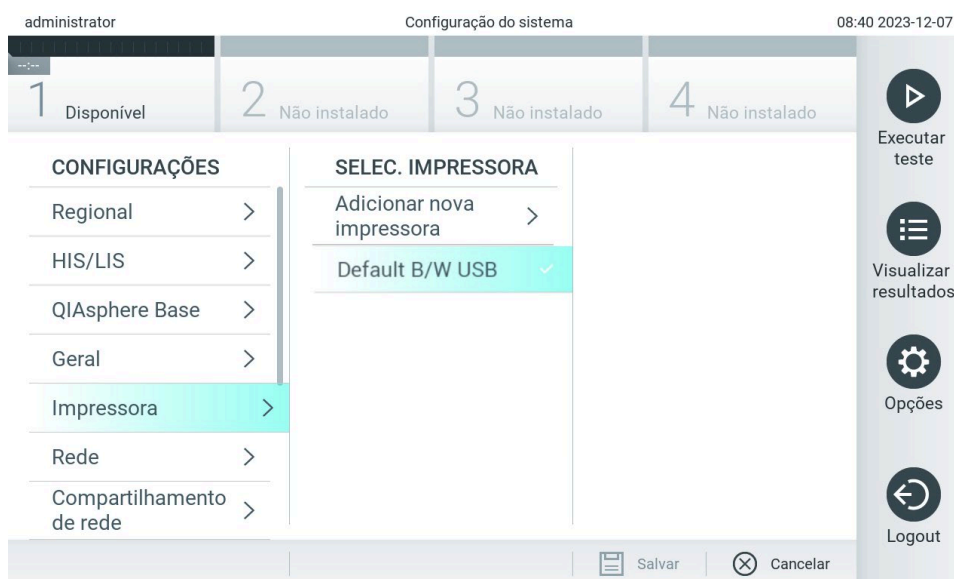 administrator
Configuração do sistema
08:40 2023-12-07
--:--
1 Disponível
2 Não instalado
3 Não instalado
4 Não instalado
Executar
teste
CONFIGURAÇÕES
Regional
HIS/LIS
QIAsphere Base
Geral
Impressora
Rede
Compartilhamento
de rede
SELEC. IMPRESSORA
Adicionar nova
impressora
Default B/W USB
Visualizar
resultados
Opções
Logout
Salvar
Cancelar